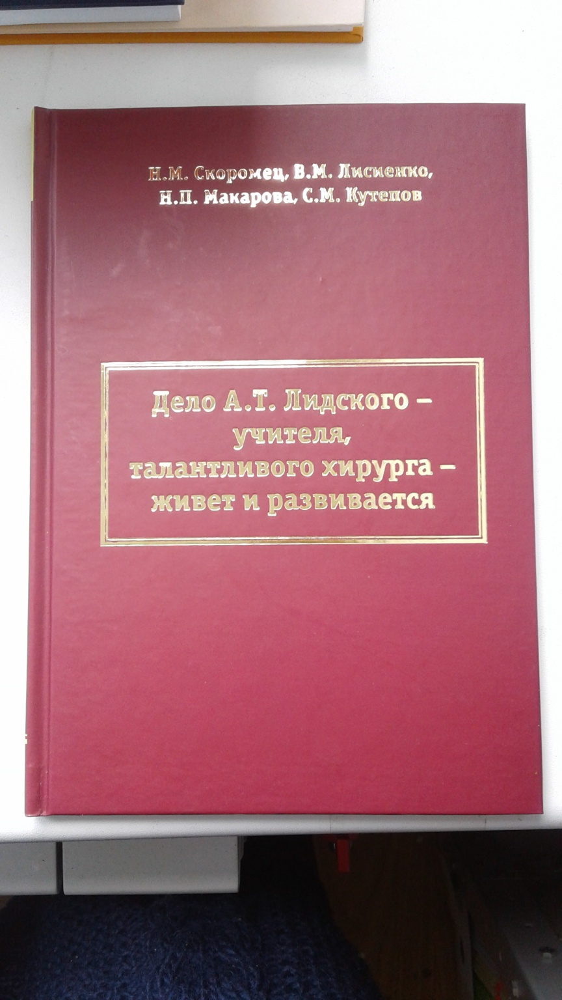 Н.М. Скоромец, В.М. Лисиенко,
Н.П. Макарова, С.М. Кутепов
Дело А.Т. Лидского –
учителя,
талантливого хирурга –
живет и развивается